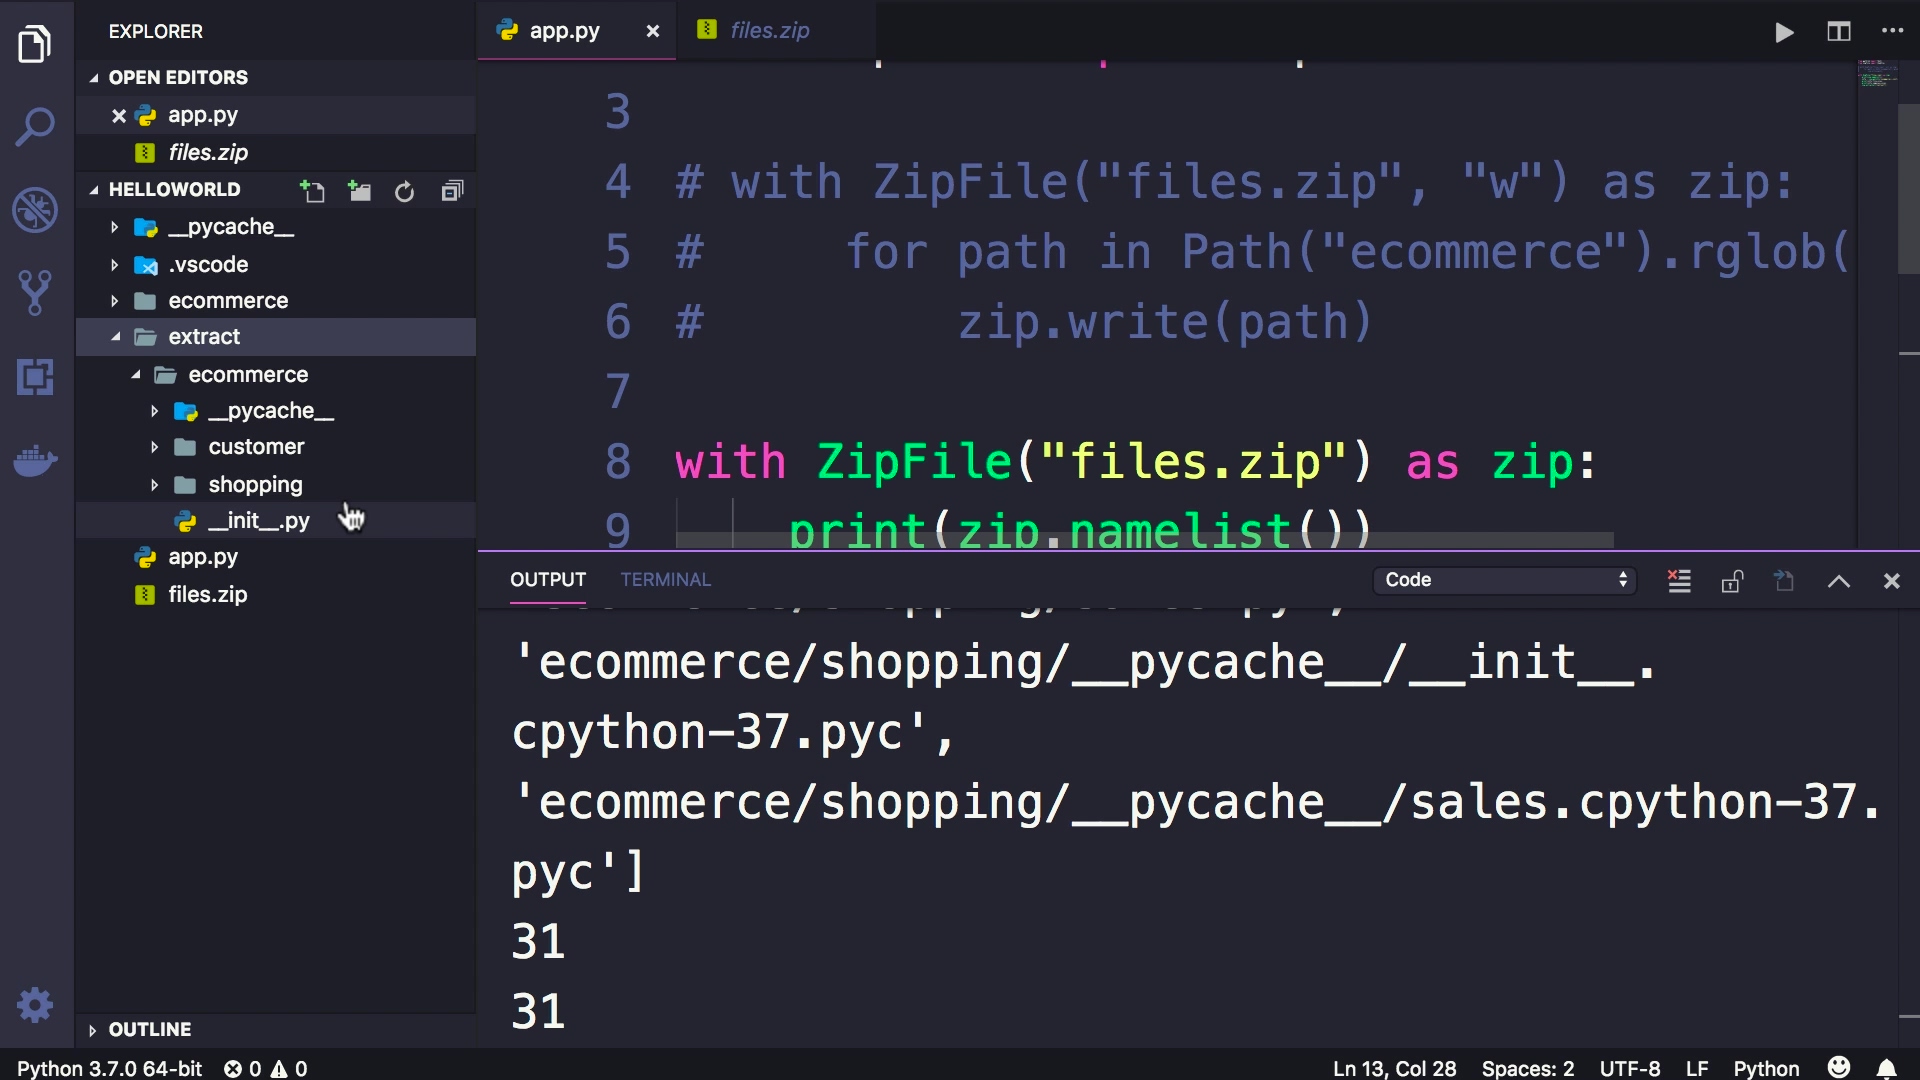 EXPLORER
OPEN EDITORS
app.py
files.zip
HELLOWORLD
__pycache__
.vscode
ecommerce
extract
ecommerce
__pycache__
customer
shopping
__init__.py
app.py
files.zip
OUTLINE
app.py
files.zip
3
4 # with ZipFile("files.zip", "w") as zip:
5 #     for path in Path("ecommerce").rglob(
6 #         zip.write(path)
7
8 with ZipFile("files.zip") as zip:
9     print(zip.namelist())
OUTPUT TERMINAL Code
'ecommerce/shopping/__pycache__/__init__.
cpython-37.pyc',
'ecommerce/shopping/__pycache__/sales.cpython-37.
pyc']
31
31
Python 3.7.0 64-bit 0 0 Ln 13, Col 28 Spaces: 2 UTF-8 LF Python